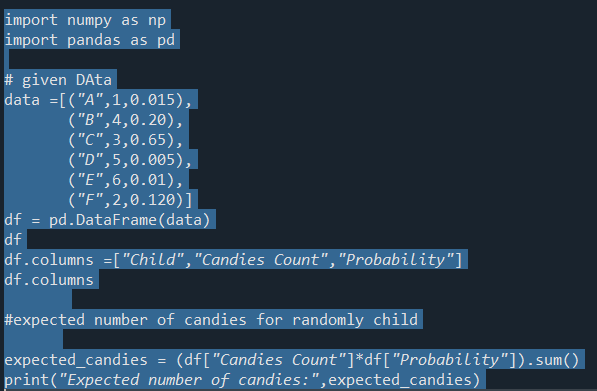 import numpy as np
import pandas as pd
# given DAta
data =[("A",1,0.015),
("B",4,0.20),
("C",3,0.65),
("D",5,0.005),
("E",6,0.01),
("F",2,0.120)]
df = pd.DataFrame(data)
df
df.columns =["Child","Candies Count","Probability"]
df.columns
#expected number of candies for randomly child
expected_candies = (df["Candies Count"]*df["Probability"]).sum()
print("Expected number of candies:",expected_candies)